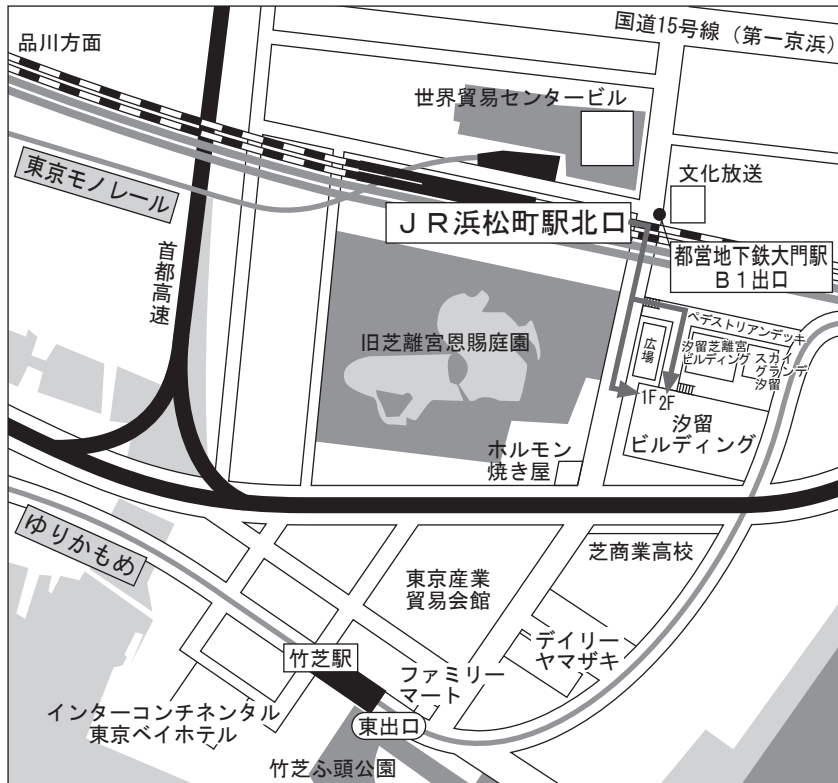 国道15号線（第一京浜）
品川方面
世界貿易センタービル
文化放送
東京モノレール
ＪＲ浜松町駅北口
都営地下鉄大門駅
Ｂ１出口
首都高速
ペデストリアンデッキ
旧芝離宮恩賜庭園
広場
汐留芝離宮
ビルディング
スカイ
グランデ
汐留
1F
2F
汐留
ビルディング
ホルモン
焼き屋
ゆりかもめ
芝商業高校
東京産業
貿易会館
デイリー
ヤマザキ
竹芝駅
ファミリー
マート
インターコンチネンタル
東京ベイホテル
東出口
竹芝ふ頭公園